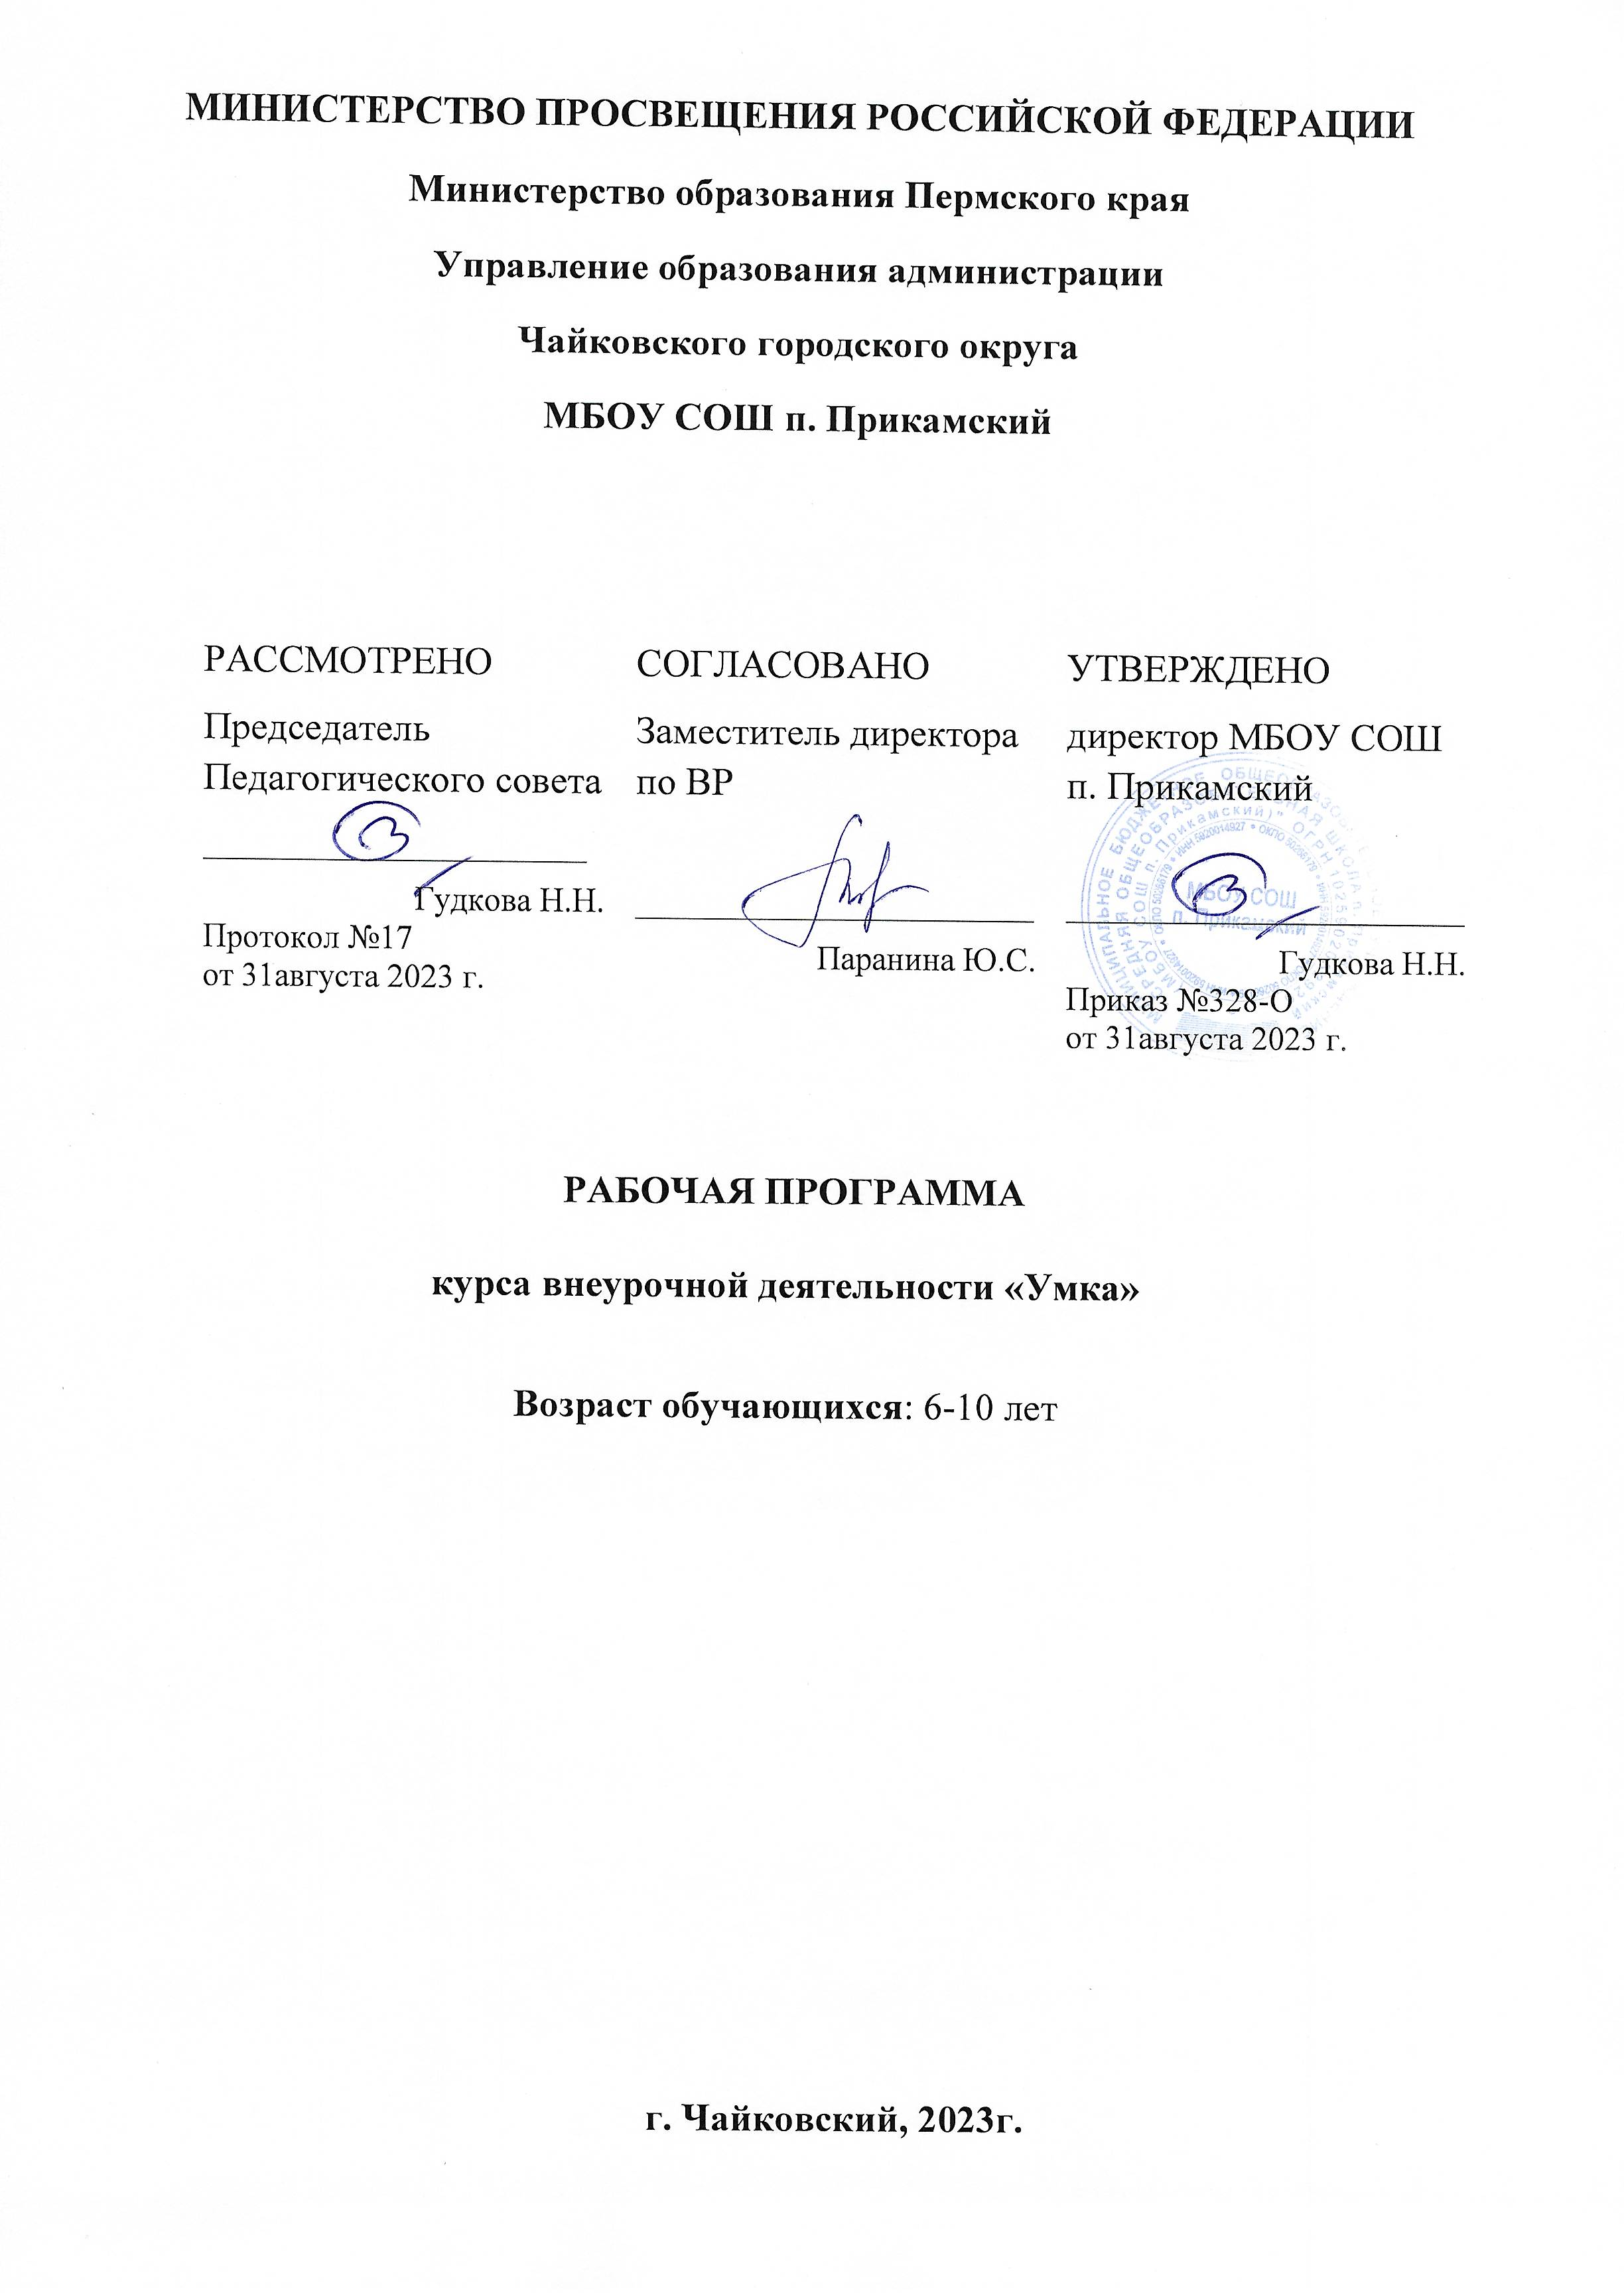 МИНИСТЕРСТВО ПРОСВЕЩЕНИЯ РОССИЙСКОЙ ФЕДЕРАЦИИ
Министерство образования Пермского края
Управление образования администрации
Чайковского городского округа
МБОУ СОШ п. Прикамский
РАССМОТРЕНО
Председатель
Педагогического совета
Гудкова Н.Н.
Протокол №17
от 31августа 2023 г.
СОГЛАСОВАНО
Заместитель директора
по ВР
Паранина Ю.С.
УТВЕРЖДЕНО
директор МБОУ СОШ
п. Прикамский
МБОУ СОШ
п. Прикамский
Гудкова Н.Н.
Приказ №328-О
от 31августа 2023 г.
РАБОЧАЯ ПРОГРАММА
курса внеурочной деятельности «Умка»
Возраст обучающихся: 6-10 лет
г. Чайковский, 2023г.